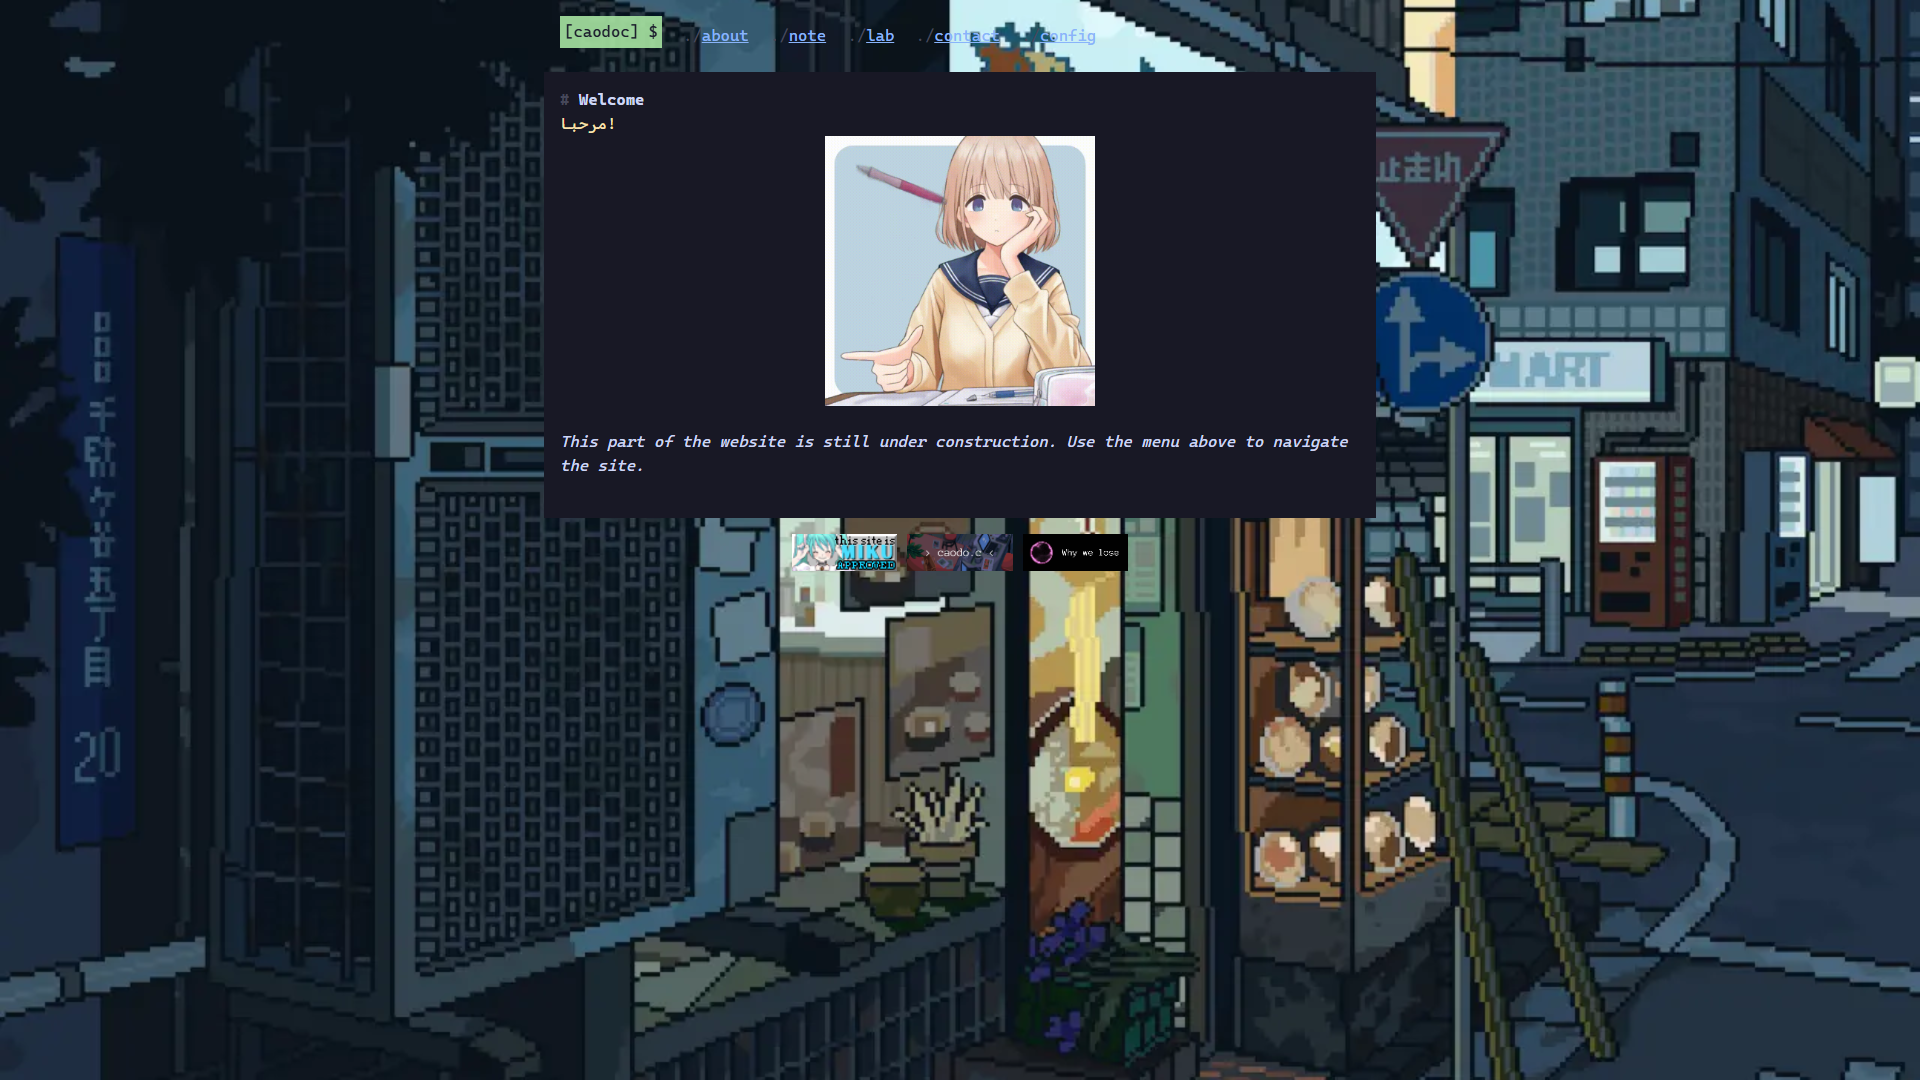 [caodoc] $ ./about ./note ./lab ./contact ./config
# Welcome
مرحبا!
This part of the website is still under construction. Use the menu above to navigate
the site.
this site is
MIKU
APPROVED
> caodo.c <
Why we lose
止まれ
MART
品
千駄ケ谷五丁目
20